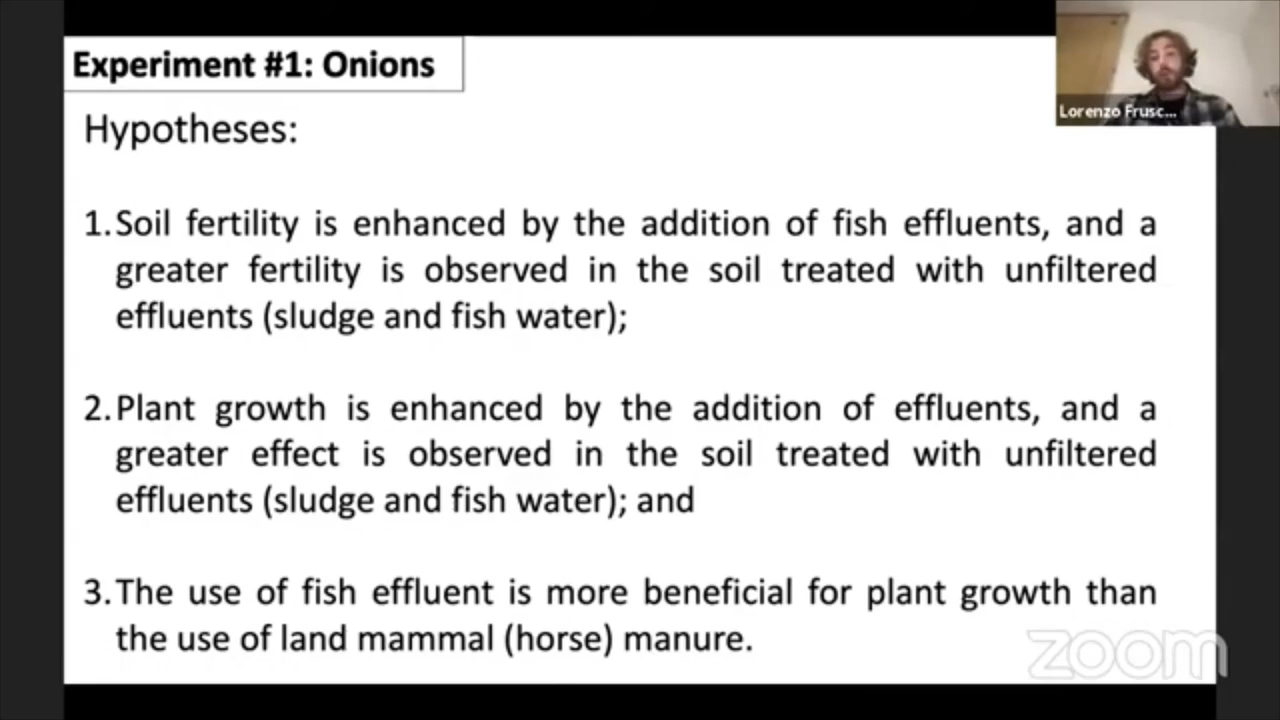 Experiment #1: Onions
Lorenzo Frusc...
Hypotheses:
1. Soil fertility is enhanced by the addition of fish effluents, and a
greater fertility is observed in the soil treated with unfiltered
effluents (sludge and fish water);
2. Plant growth is enhanced by the addition of effluents, and a
greater effect is observed in the soil treated with unfiltered
effluents (sludge and fish water); and
3. The use of fish effluent is more beneficial for plant growth than
the use of land mammal (horse) manure.
zoom